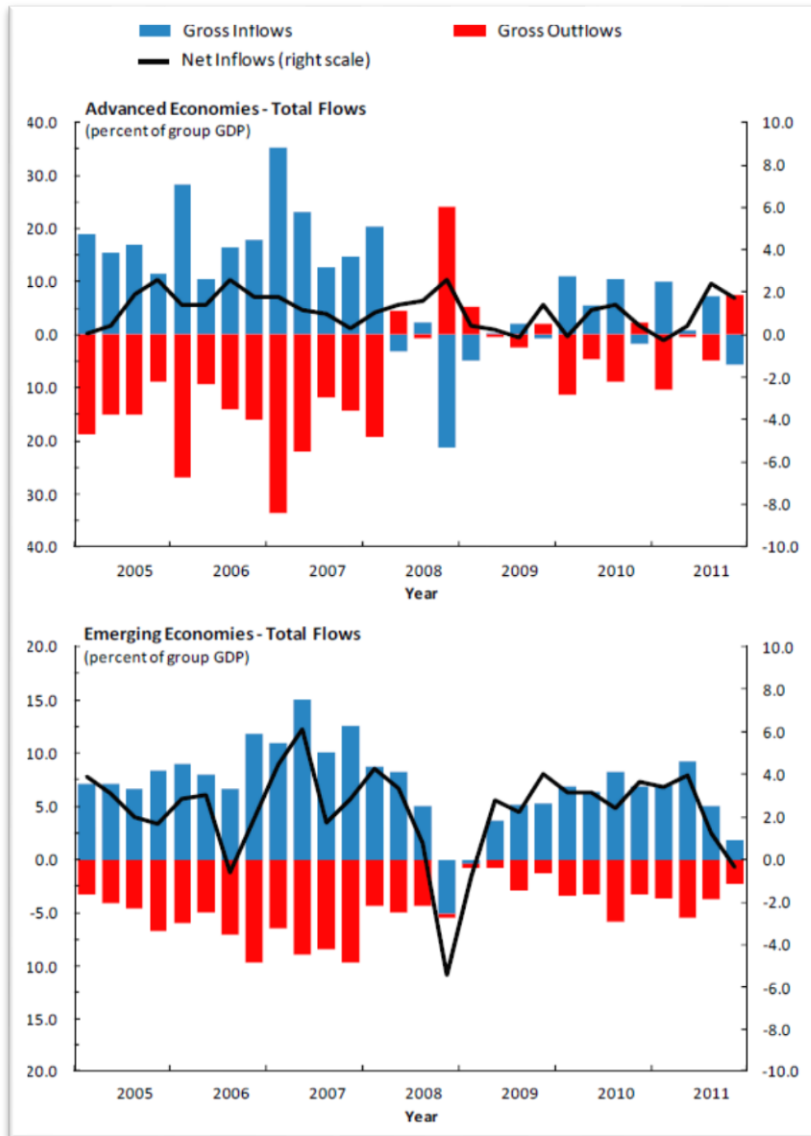 Gross Inflows Gross Outflows
Net Inflows (right scale)
Advanced Economies - Total Flows
(percent of group GDP)
40.0 10.0
30.0 8.0
20.0 6.0
10.0 4.0
0.0 2.0
10.0 0.0
20.0 -2.0
30.0 -4.0
40.0 -6.0
-8.0
-10.0
2005 2006 2007 2008 2009 2010 2011
Year
Emerging Economies - Total Flows
(percent of group GDP)
20.0 10.0
15.0 8.0
10.0 6.0
5.0 4.0
0.0 2.0
-5.0 0.0
10.0 -2.0
15.0 -4.0
20.0 -6.0
-8.0
-10.0
2005 2006 2007 2008 2009 2010 2011
Year